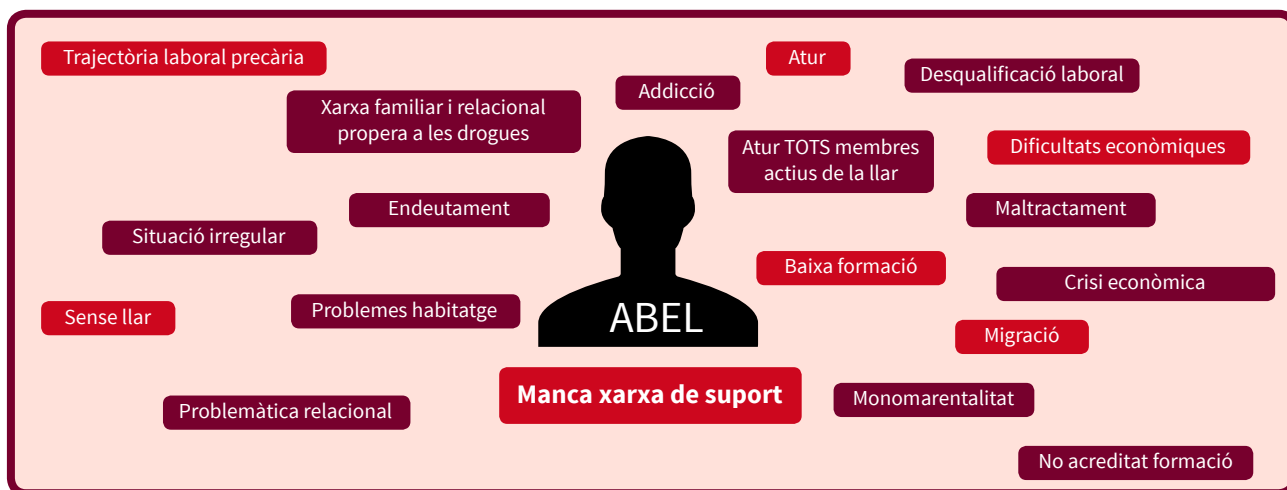 Trajectòria laboral precària
Atur
Desqualificació laboral
Addicció
Xarxa familiar i relacional
propera a les drogues
Atur TOTS membres
actius de la llar
Dificultats econòmiques
Endeutament
Maltractament
Situació irregular
Baixa formació
Crisi econòmica
Sense llar
Problemes habitatge
ABEL
Migració
Manca xarxa de suport
Monomarentalitat
Problemàtica relacional
No acreditat formació